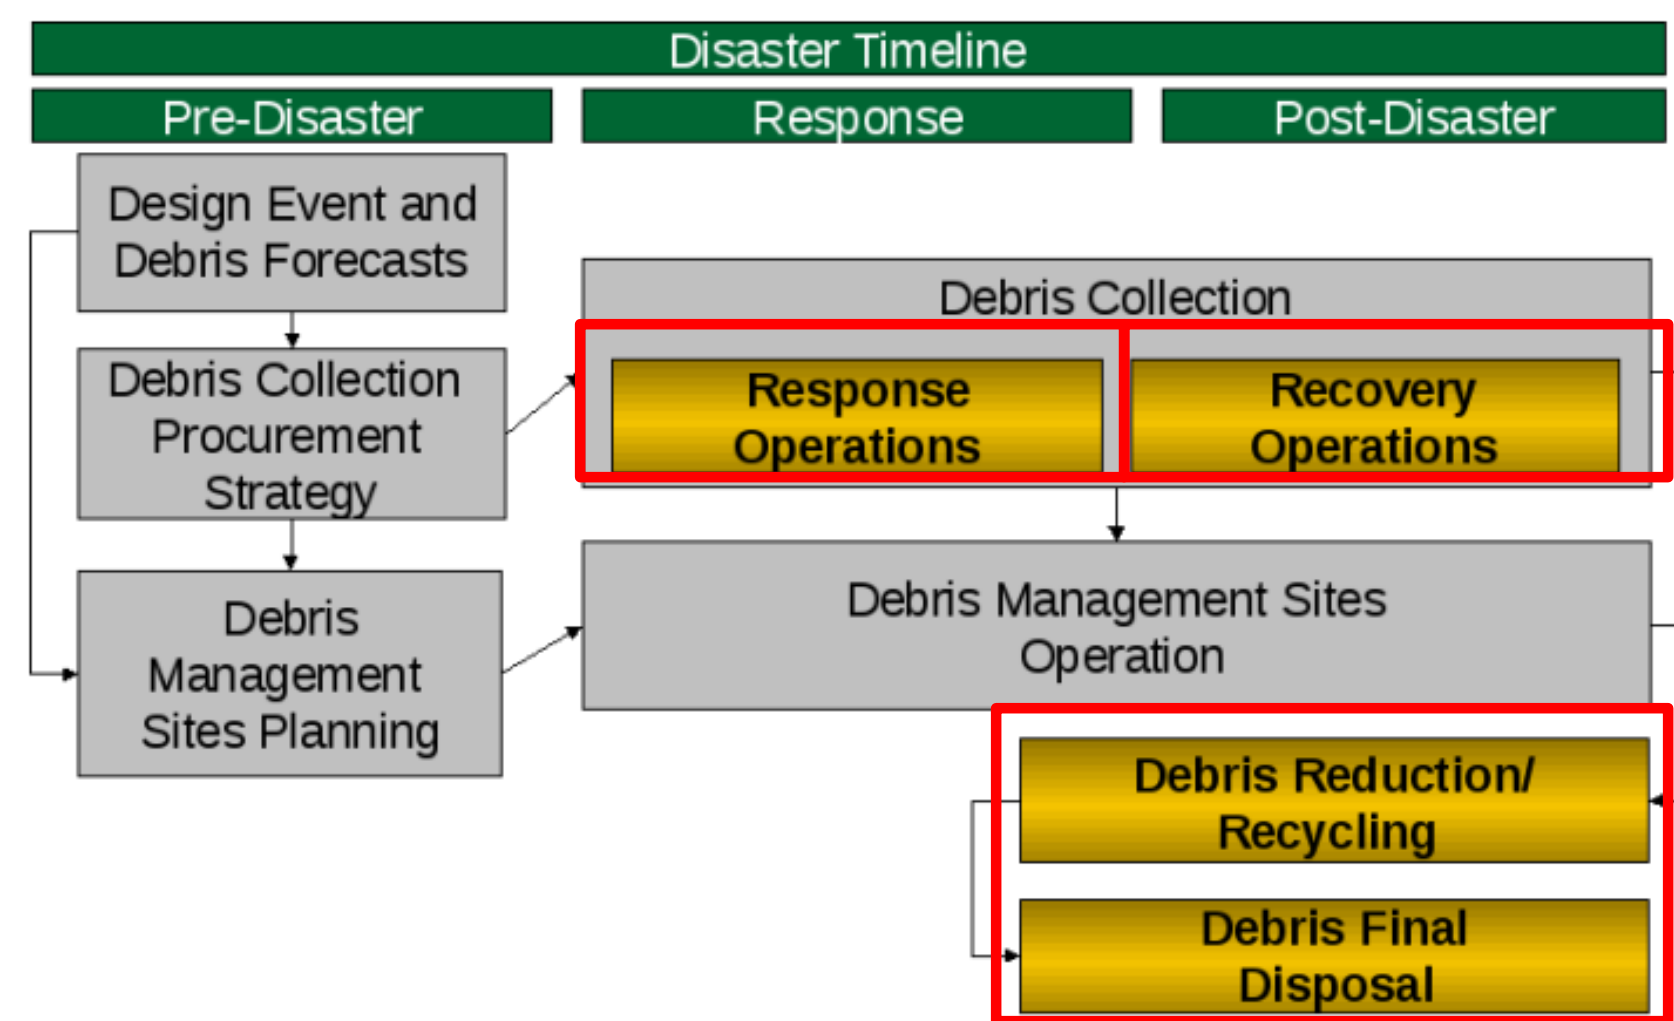 Disaster Timeline
Pre-Disaster
Response
Post-Disaster
Design Event and
Debris Forecasts
Debris Collection
Procurement
Strategy
Debris
Management
Sites Planning
Debris Collection
Response
Operations
Recovery
Operations
Debris Management Sites
Operation
Debris Reduction/
Recycling
Debris Final
Disposal